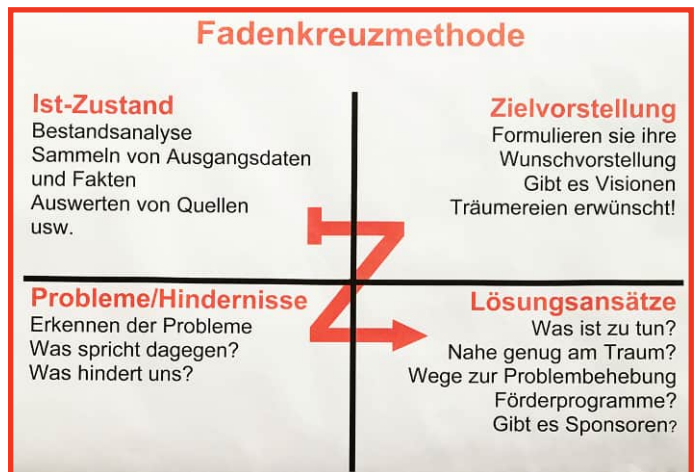 Fadenkreuzmethode
Ist-Zustand
Bestandsanalyse
Sammeln von Ausgangsdaten
und Fakten
Auswerten von Quellen
usw.
Zielvorstellung
Formulieren sie ihre
Wunschvorstellung
Gibt es Visionen
Träumereien erwünscht!
Probleme/Hindernisse
Erkennen der Probleme
Was spricht dagegen?
Was hindert uns?
Lösungsansätze
Was ist zu tun?
Nahe genug am Traum?
Wege zur Problembehebung
Förderprogramme?
Gibt es Sponsoren?